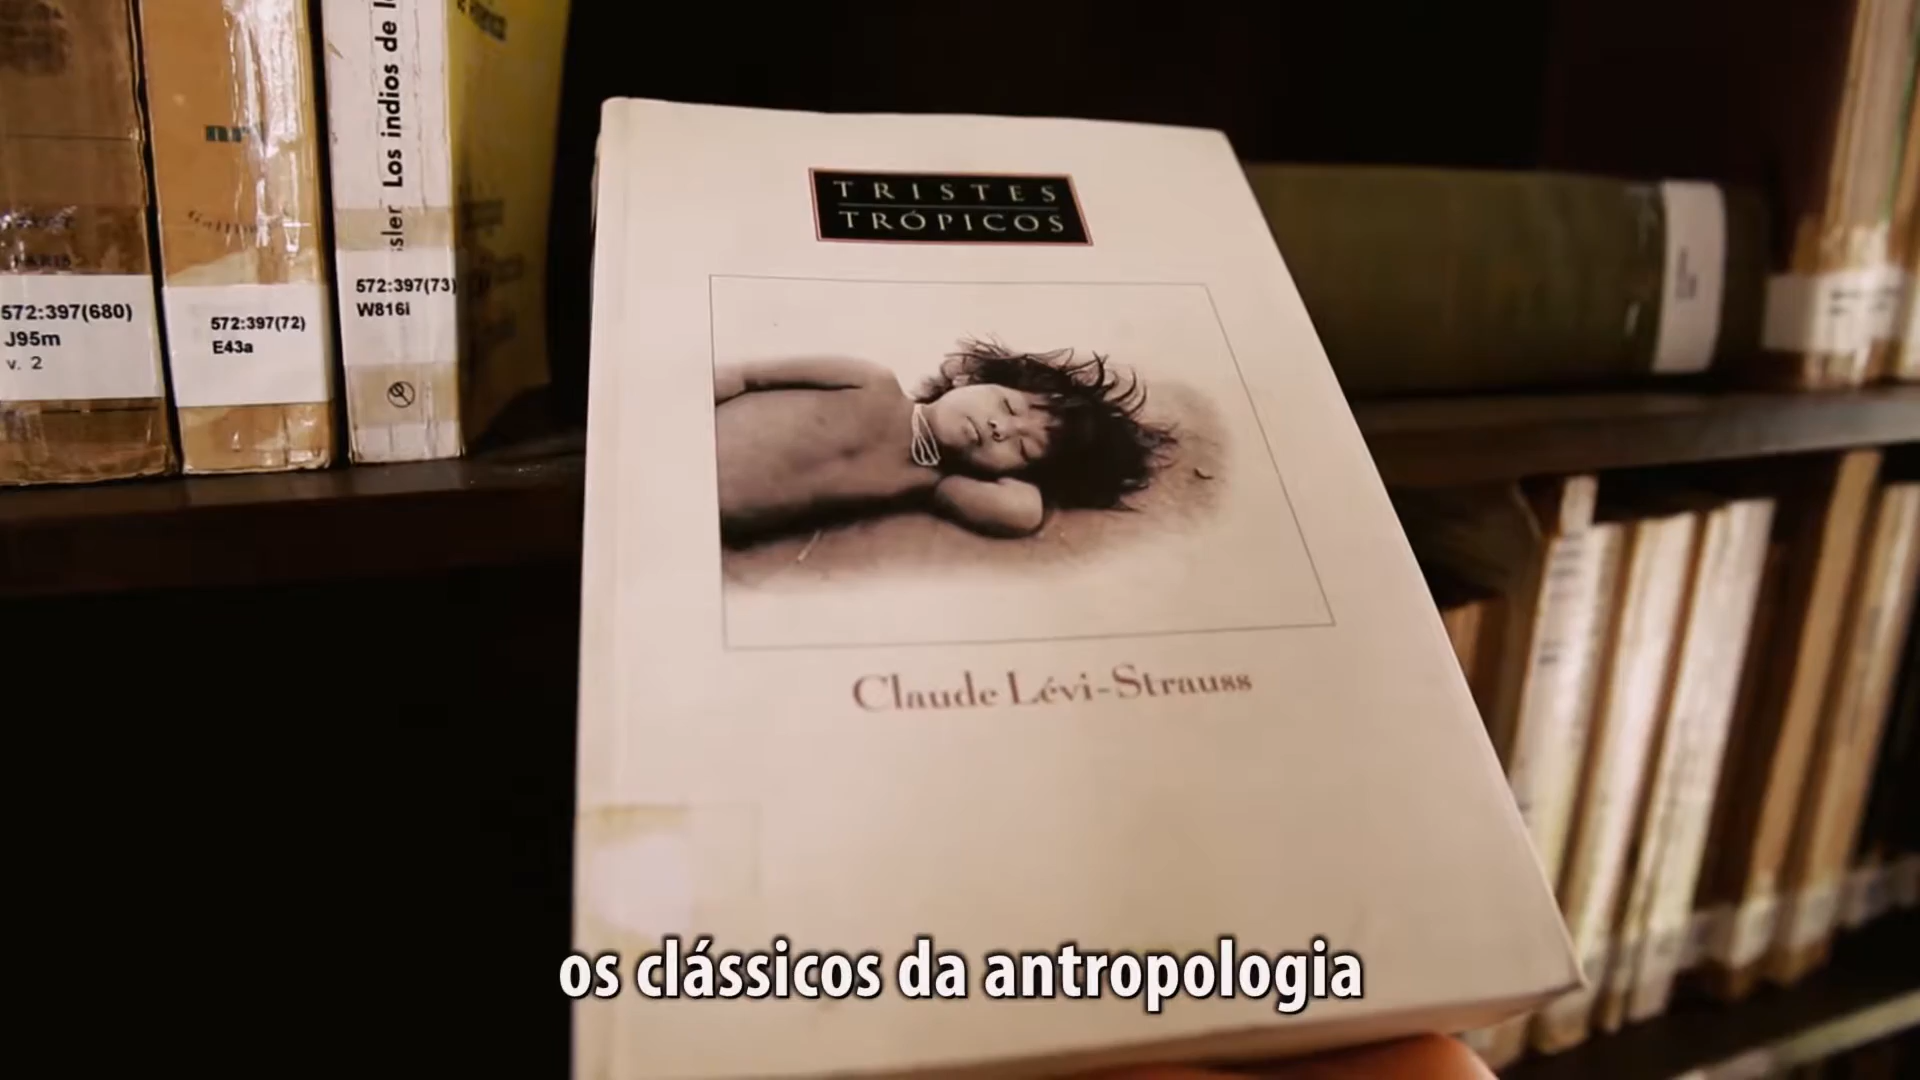 sler Los indios de l
572:397(680)
J95m
v. 2
572:397(72)
E43a
572:397(73)
W816i
TRISTES
TRÓPICOS
Claude Lévi-Strauss
os clássicos da antropologia